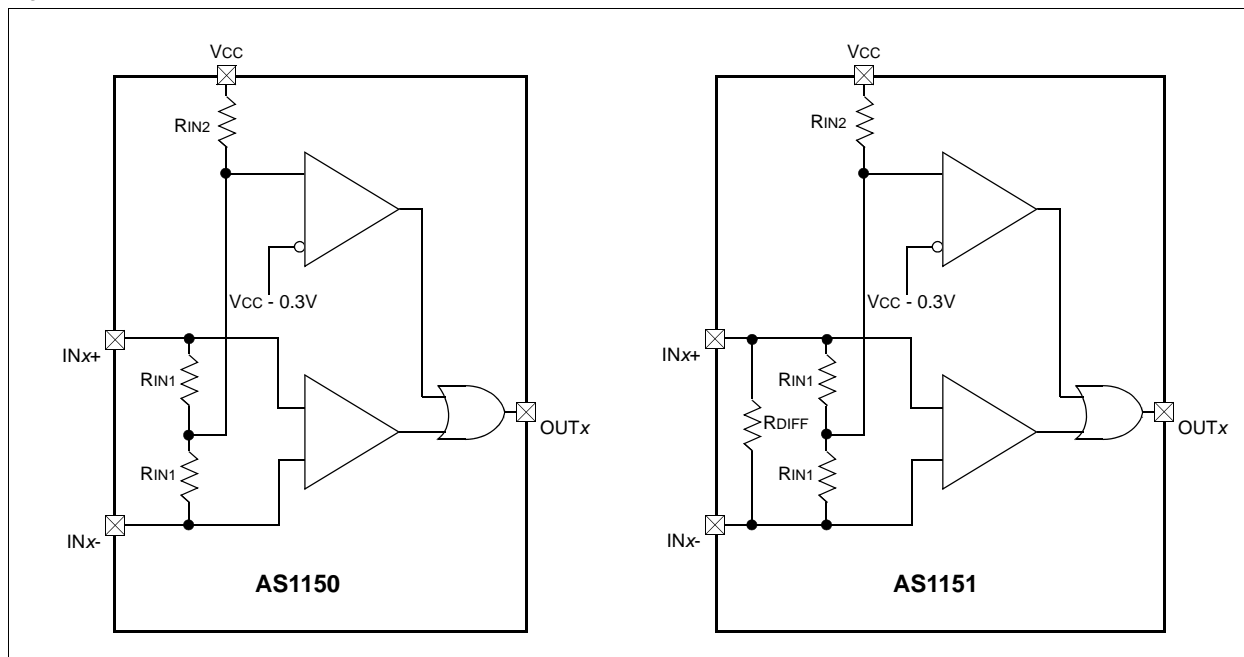 VCC
RIN2
VCC - 0.3V
INx+
RIN1
RIN1
OUTx
INx-
AS1150
VCC
RIN2
VCC - 0.3V
INx+
RIN1
RDIFF
RIN1
OUTx
INx-
AS1151